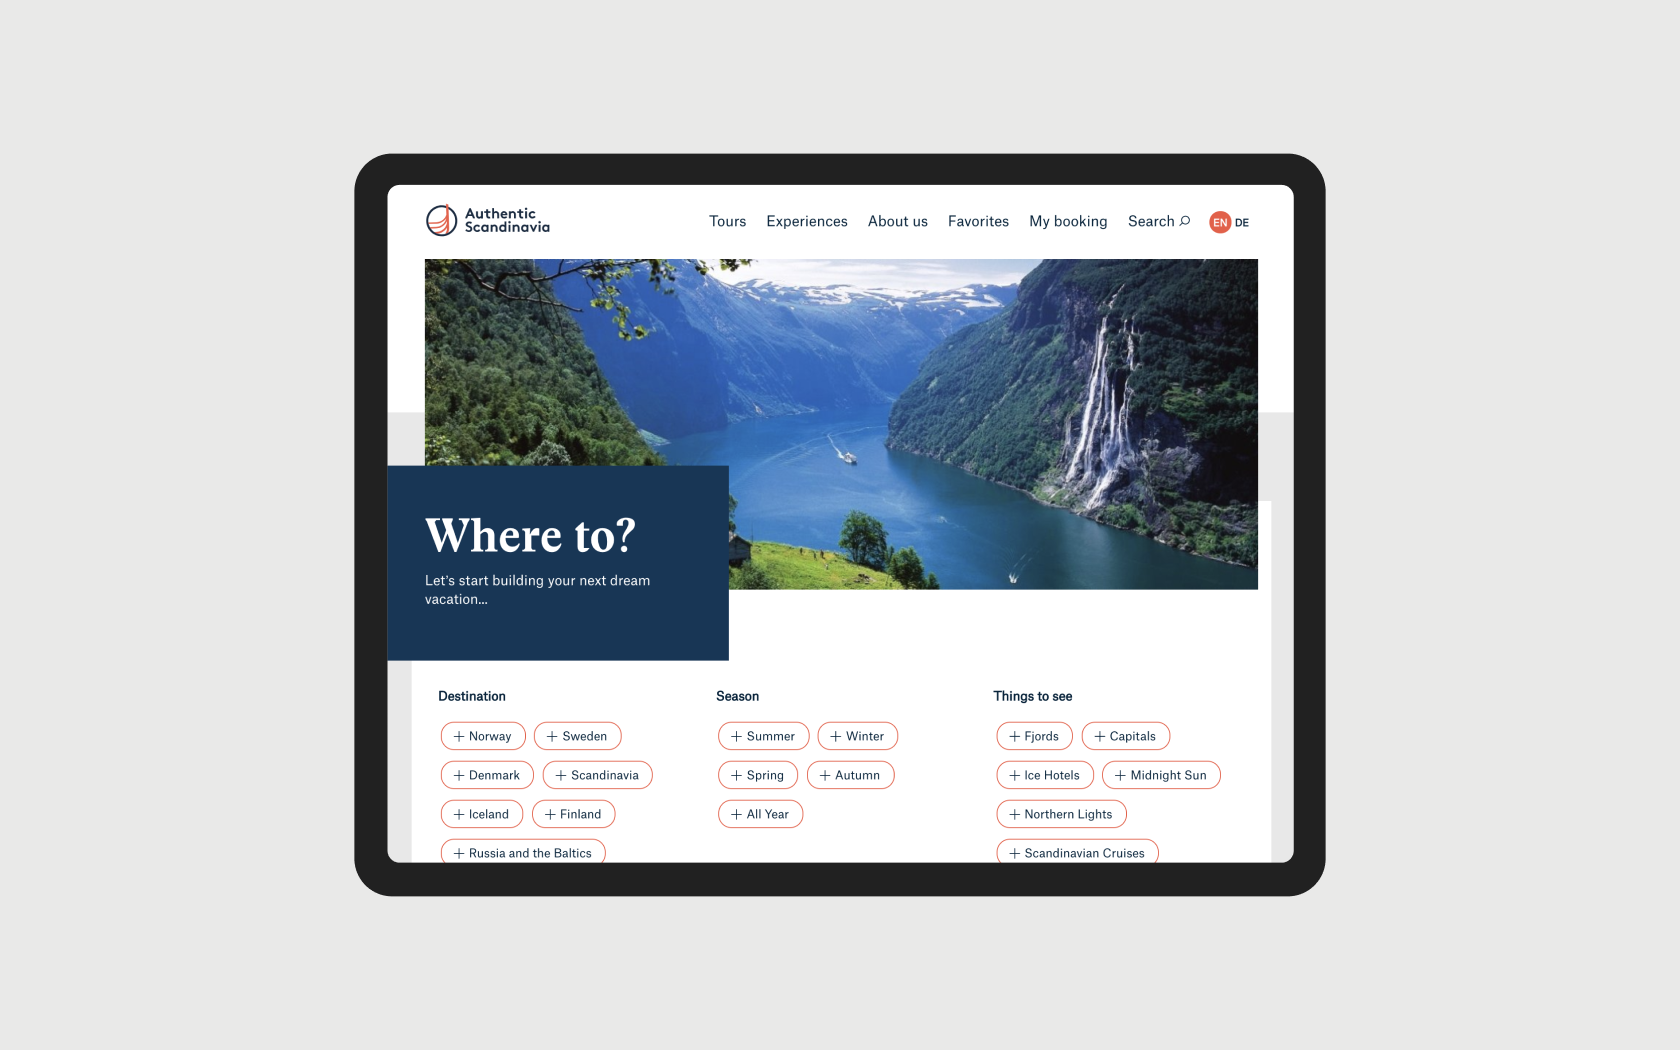 Authentic
Scandinavia
Tours Experiences About us Favorites My booking Search EN DE
Where to?
Let's start building your next dream
vacation...
Destination
+ Norway + Sweden
+ Denmark + Scandinavia
+ Iceland + Finland
+ Russia and the Baltics
Season
+ Summer + Winter
+ Spring + Autumn
+ All Year
Things to see
+ Fjords + Capitals
+ Ice Hotels + Midnight Sun
+ Northern Lights
+ Scandinavian Cruises